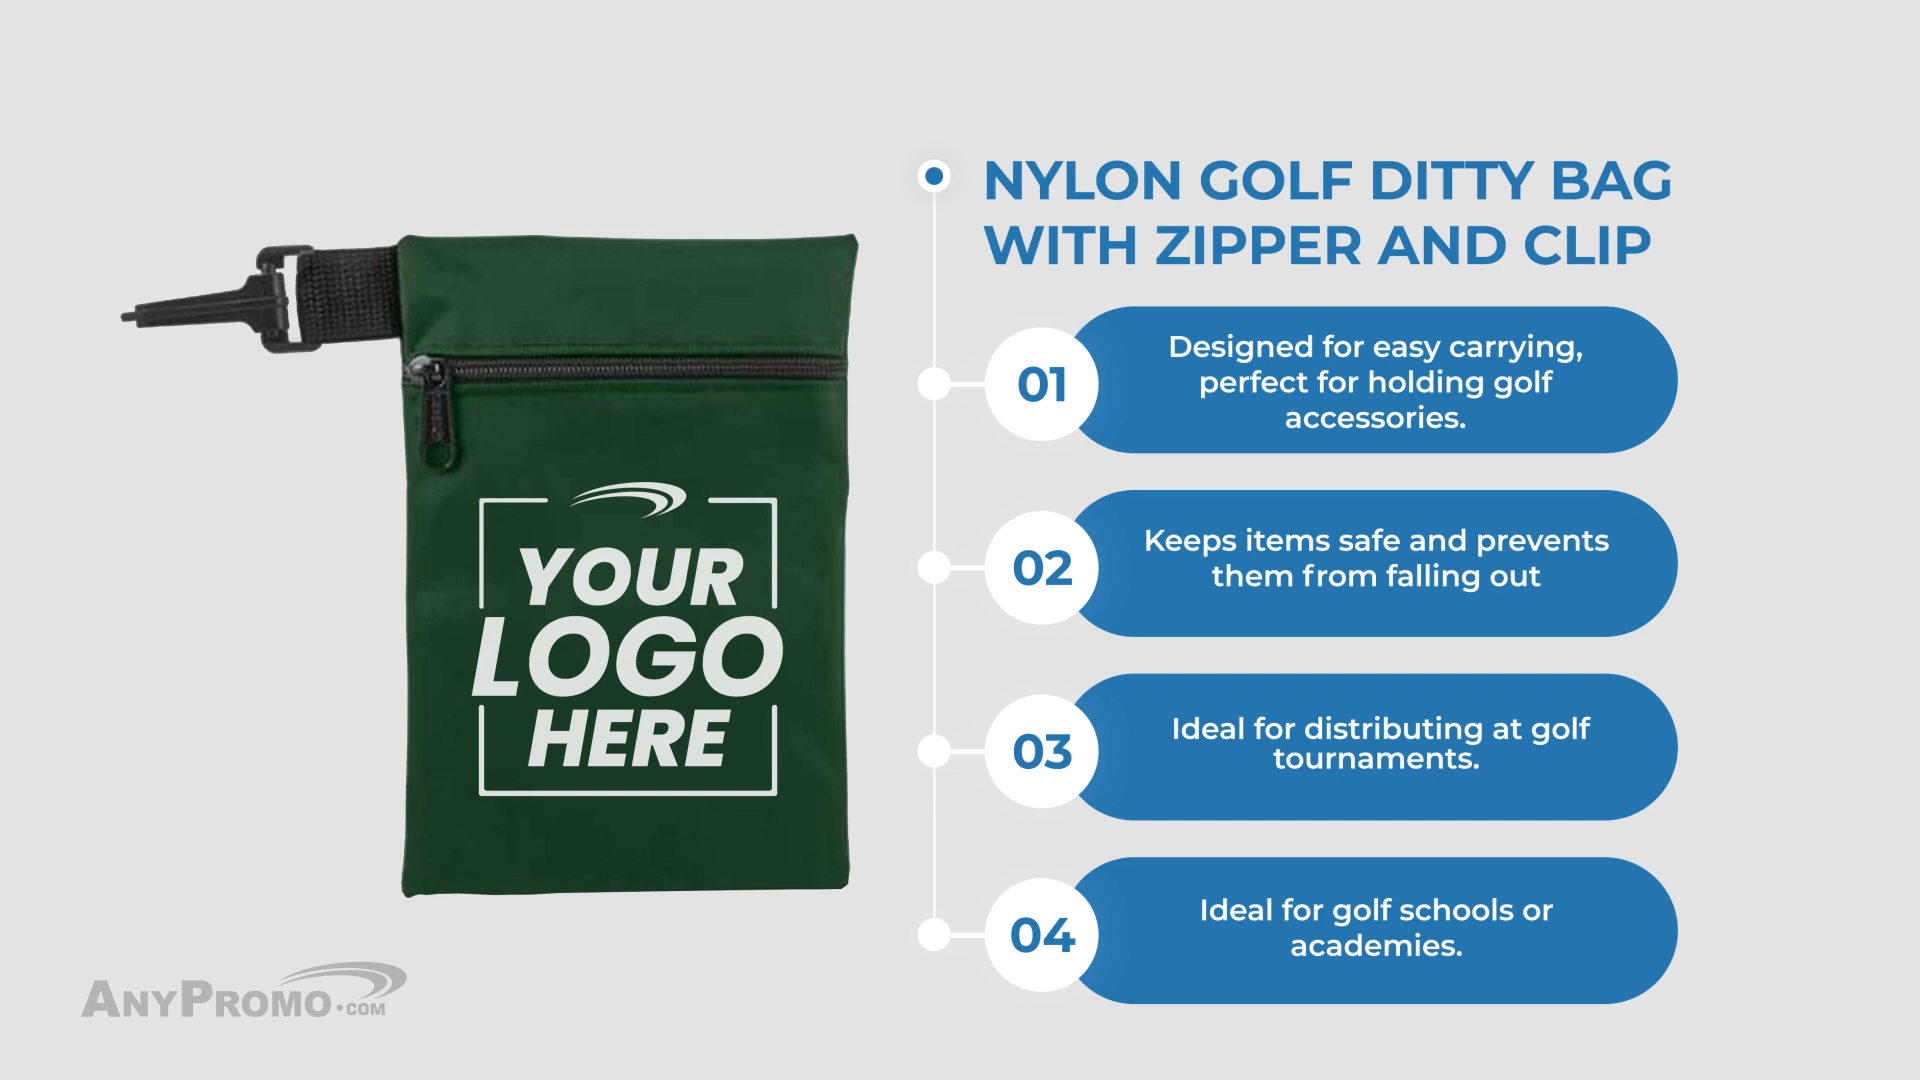 NYLON GOLF DITTY BAG
WITH ZIPPER AND CLIP
01
Designed for easy carrying,
perfect for holding golf
accessories.
02
Keeps items safe and prevents
them from falling out
03
Ideal for distributing at golf
tournaments.
04
Ideal for golf schools or
academies.
YOUR
LOGO
HERE
ANYPROMO.COM